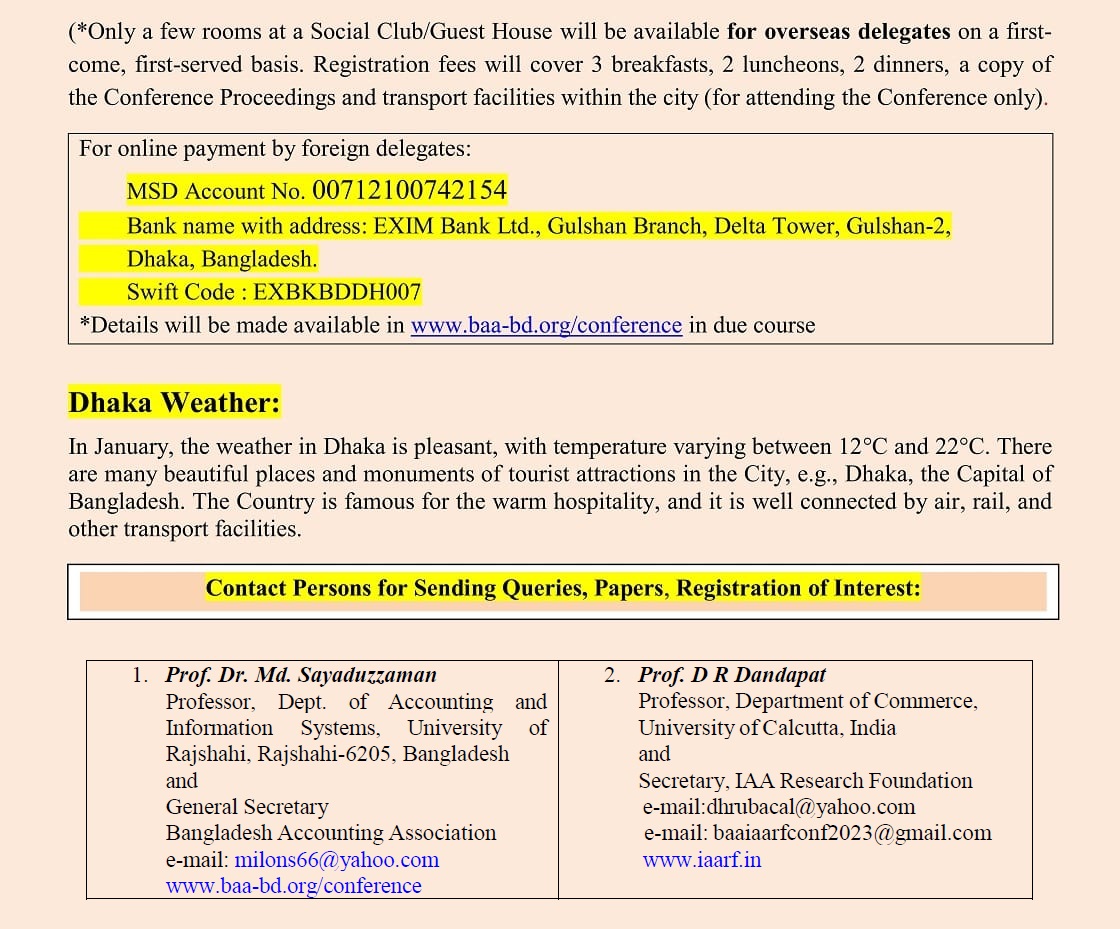 (*Only a few rooms at a Social Club/Guest House will be available for overseas delegates on a first-
come, first-served basis. Registration fees will cover 3 breakfasts, 2 luncheons, 2 dinners, a copy of
the Conference Proceedings and transport facilities within the city (for attending the Conference only).
For online payment by foreign delegates:
MSD Account No. 00712100742154
Bank name with address: EXIM Bank Ltd., Gulshan Branch, Delta Tower, Gulshan-2,
Dhaka, Bangladesh.
Swift Code : EXBKBDDH007
*Details will be made available in www.baa-bd.org/conference in due course
Dhaka Weather:
In January, the weather in Dhaka is pleasant, with temperature varying between 12°C and 22°C. There
are many beautiful places and monuments of tourist attractions in the City, e.g., Dhaka, the Capital of
Bangladesh. The Country is famous for the warm hospitality, and it is well connected by air, rail, and
other transport facilities.
Contact Persons for Sending Queries, Papers, Registration of Interest:
1. Prof. Dr. Md. Sayaduzzaman
Professor, Dept. of Accounting and
Information Systems, University of
Rajshahi, Rajshahi-6205, Bangladesh
and
General Secretary
Bangladesh Accounting Association
e-mail: milons66@yahoo.com
www.baa-bd.org/conference
2. Prof. D R Dandapat
Professor, Department of Commerce,
University of Calcutta, India
and
Secretary, IAA Research Foundation
e-mail:dhrubacal@yahoo.com
e-mail: baaiaarfconf2023@gmail.com
www.iaarf.in